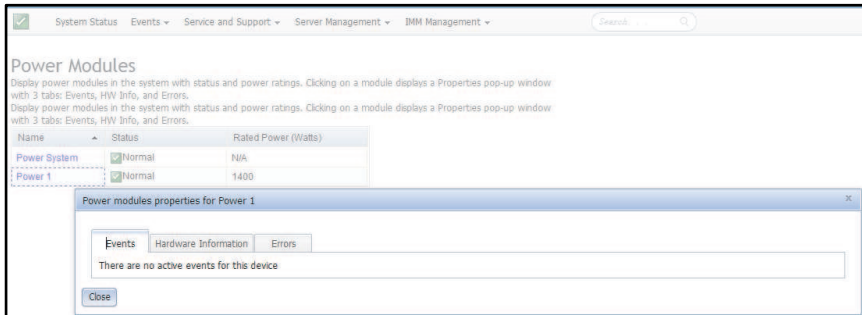 System Status Events Service and Support Server Management IMM Management Search...
Power Modules
Display power modules in the system with status and power ratings. Clicking on a module displays a Properties pop-up window
with 3 tabs: Events, HW Info, and Errors.
Display power modules in the system with status and power ratings. Clicking on a module displays a Properties pop-up window
with 3 tabs: Events, HW Info, and Errors.
Name Status Rated Power (Watts)
Power System Normal N/A
Power 1 Normal 1400
Power modules properties for Power 1 x
Events Hardware Information Errors
There are no active events for this device
Close